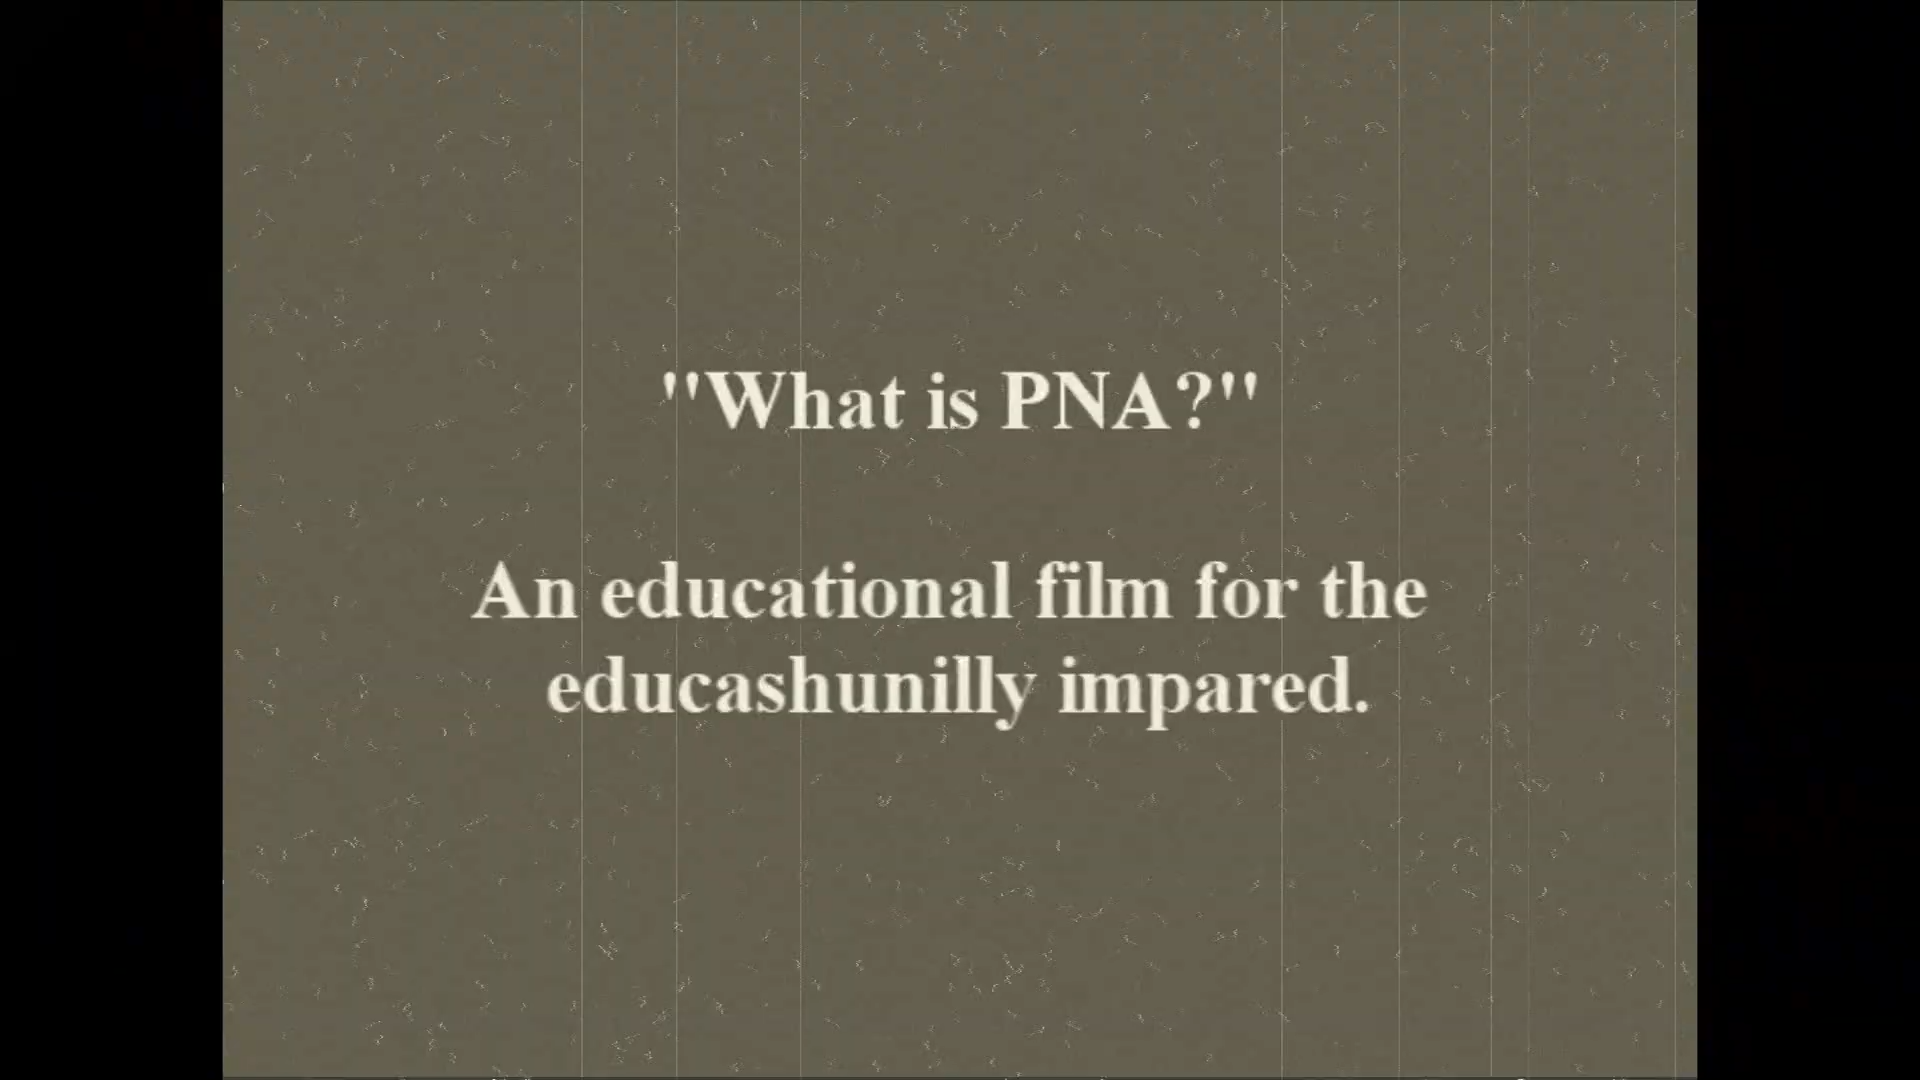 "What is PNA?"
An educational film for the
educashunilly impared.